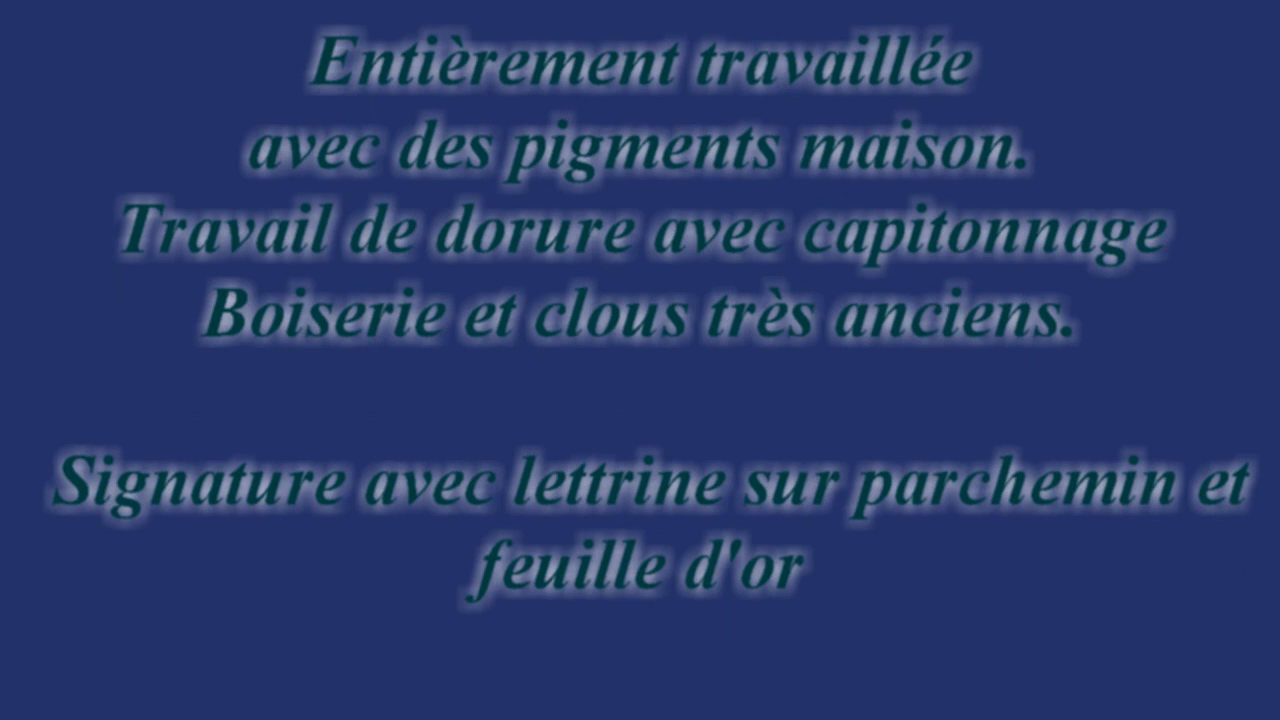 Entièrement travaillée
avec des pigments maison.
Travail de dorure avec capitonnage
Boiserie et clous très anciens.
Signature avec lettrine sur parchemin et
feuille d'or